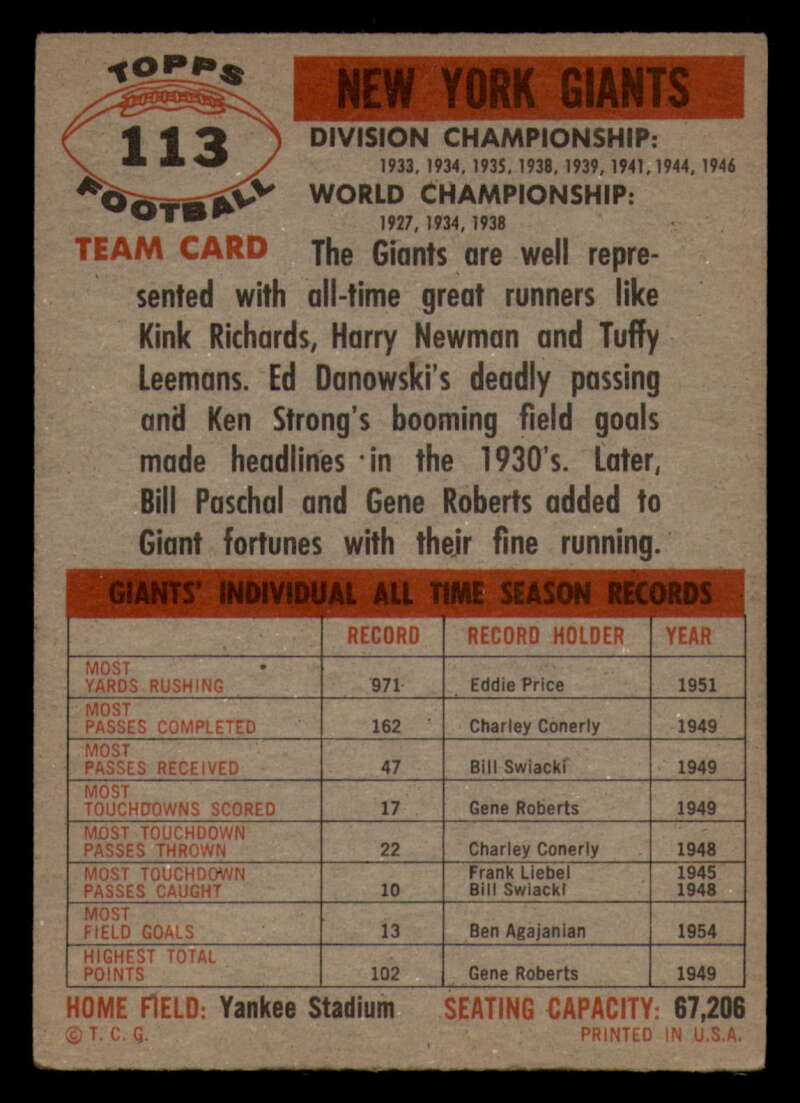 TOPPS
113
FOOTBALL
TEAM CARD
NEW YORK GIANTS
DIVISION CHAMPIONSHIP:
1933, 1934, 1935, 1938, 1939, 1941, 1944, 1946
WORLD CHAMPIONSHIP:
1927, 1934, 1938
The Giants are well repre-
sented with all-time great runners like
Kink Richards, Harry Newman and Tuffy
Leemans. Ed Danowski's deadly passing
and Ken Strong's booming field goals
made headlines in the 1930's. Later,
Bill Paschal and Gene Roberts added to
Giant fortunes with their fine running.
GIANTS' INDIVIDUAL ALL TIME SEASON RECORDS
RECORD RECORD HOLDER YEAR
MOST
YARDS RUSHING 971 Eddie Price 1951
MOST
PASSES COMPLETED 162 Charley Conerly 1949
MOST
PASSES RECEIVED 47 Bill Swiacki 1949
MOST
TOUCHDOWNS SCORED 17 Gene Roberts 1949
MOST TOUCHDOWN
PASSES THROWN 22 Charley Conerly 1948
MOST TOUCHDOWN Frank Liebel 1945
PASSES CAUGHT 10 Bill Swiacki 1948
MOST
FIELD GOALS 13 Ben Agajanian 1954
HIGHEST TOTAL
POINTS 102 Gene Roberts 1949
HOME FIELD: Yankee Stadium SEATING CAPACITY: 67,206
© T. C. G. PRINTED IN U.S.A.